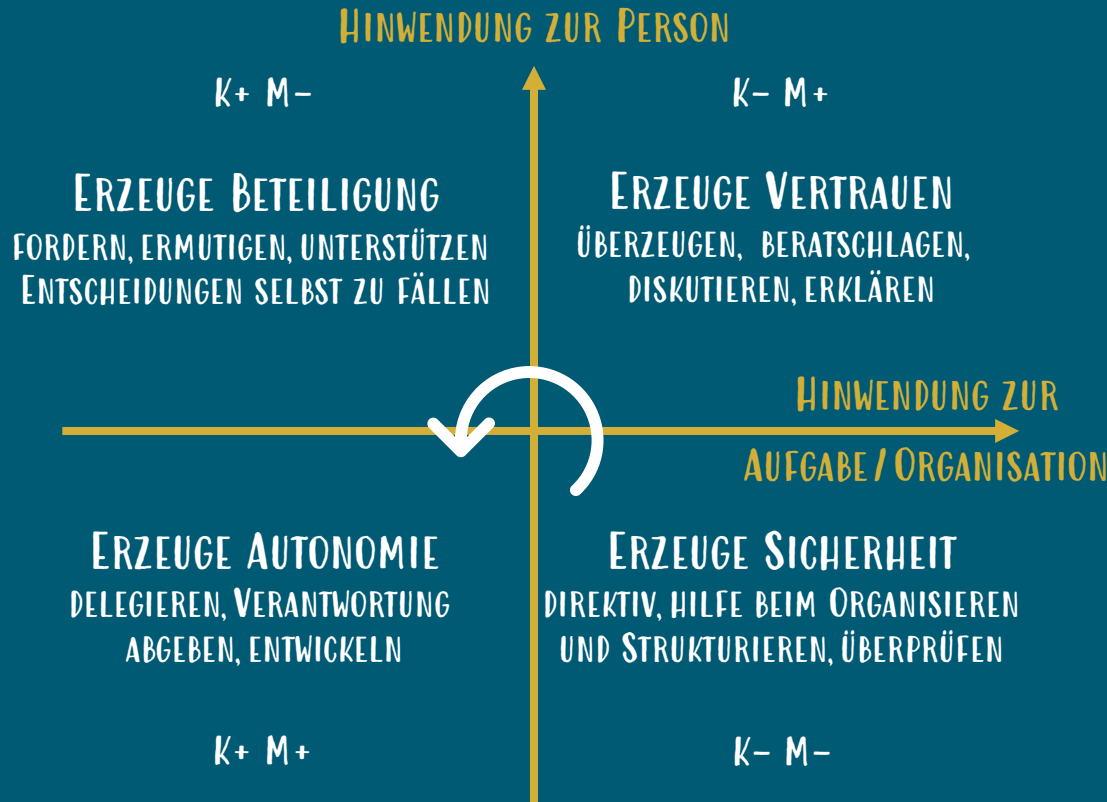 Hinwendung zur Person
K+ M-
K- M+
Erzeuge Beteiligung
fordern, ermutigen, unterstützen
Entscheidungen selbst zu fällen
Erzeuge Vertrauen
überzeugen, beratschlagen,
diskutieren, erklären
Hinwendung zur
Aufgabe / Organisation
Erzeuge Autonomie
delegieren, Verantwortung
abgeben, entwickeln
Erzeuge Sicherheit
direktiv, Hilfe beim Organisieren
und Strukturieren, überprüfen
K+ M+
K- M-